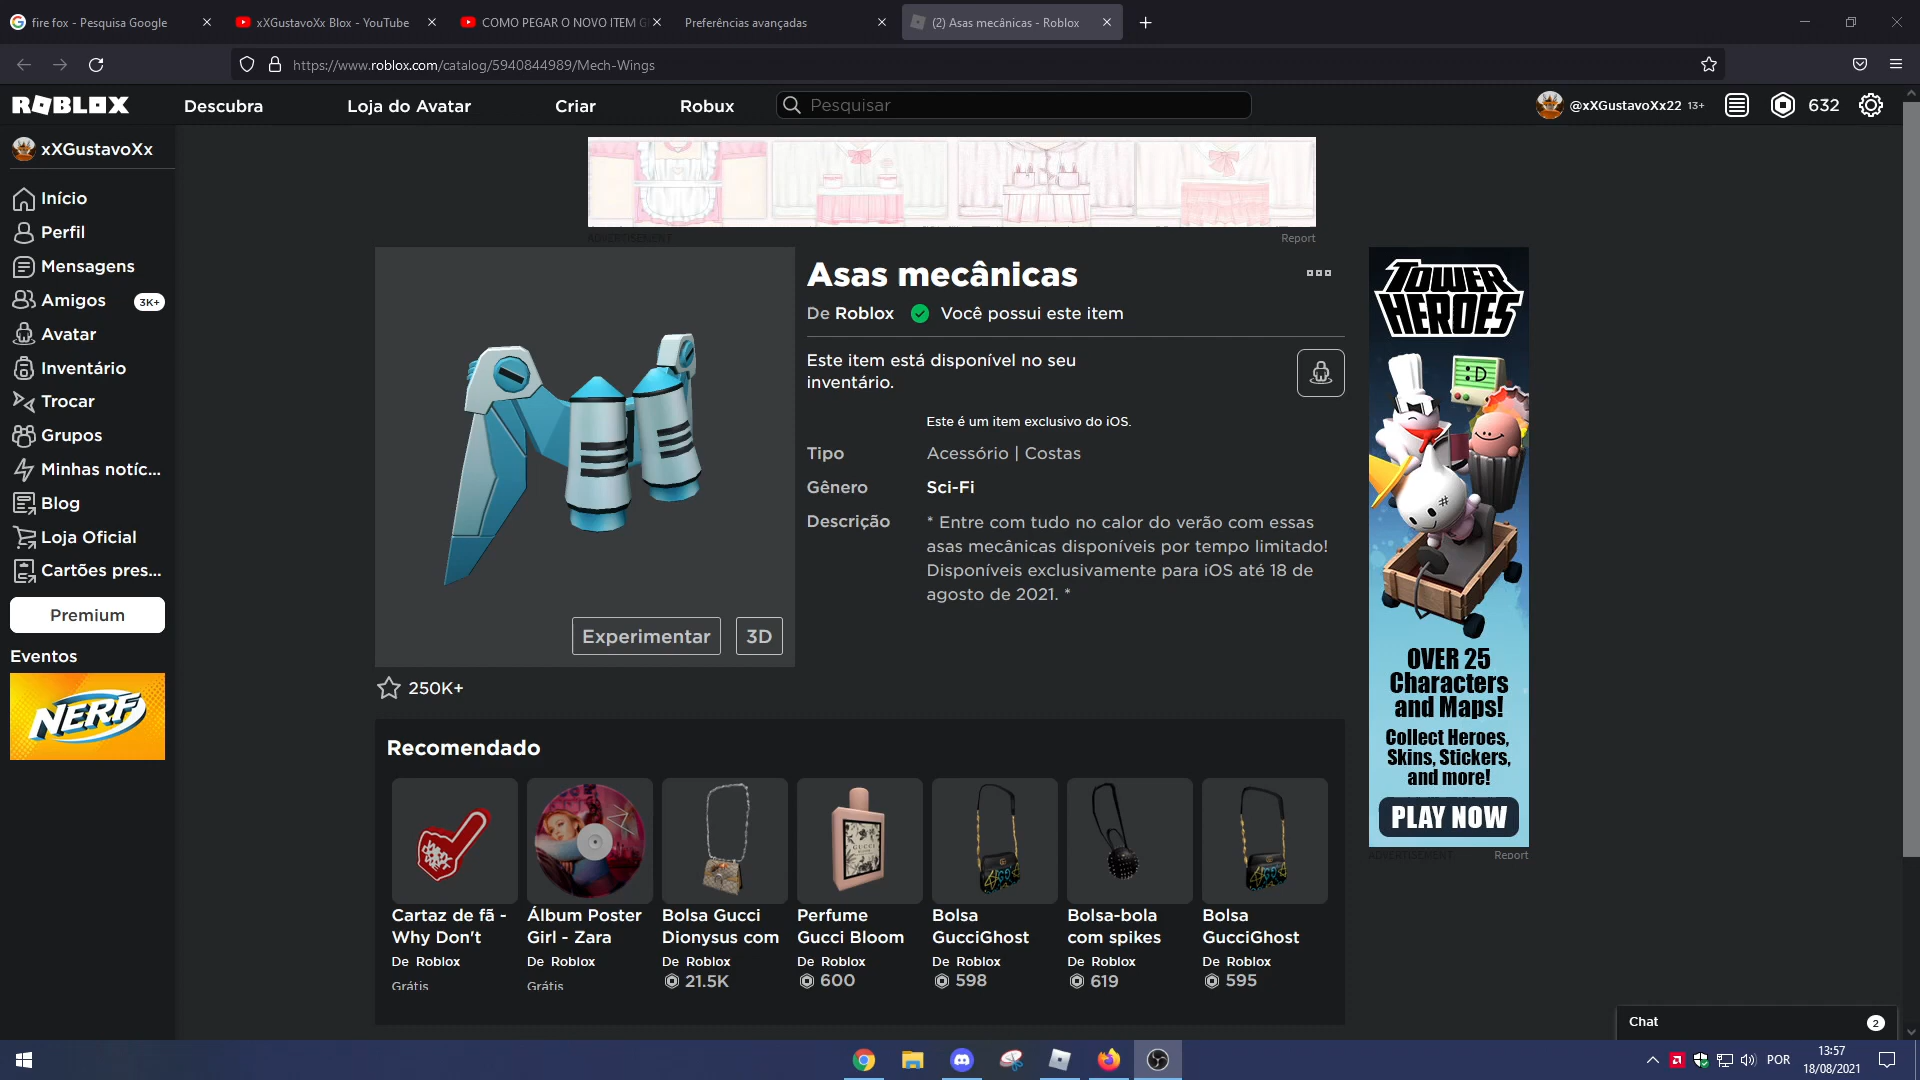 fire fox - Pesquisa Google
xXGustavoXx Blox - YouTube
COMO PEGAR O NOVO ITEM G
Preferências avançadas
(2) Asas mecânicas - Roblox
https://www.roblox.com/catalog/5940844989/Mech-Wings
ROBLOX
Descubra
Loja do Avatar
Criar
Robux
Pesquisar
@xXGustavoXx22 13+
632
xXGustavoXx
Início
Perfil
Mensagens
Amigos
3K+
Avatar
Inventário
Trocar
Grupos
Minhas notíc...
Blog
Loja Oficial
Cartões pres...
Premium
Eventos
NERF
ADVERTISEMENT
Report
Asas mecânicas
De Roblox
Você possui este item
Este item está disponível no seu
inventário.
Este é um item exclusivo do iOS.
Tipo
Acessório | Costas
Gênero
Sci-Fi
Descrição
* Entre com tudo no calor do verão com essas
asas mecânicas disponíveis por tempo limitado!
Disponíveis exclusivamente para iOS até 18 de
agosto de 2021. *
Experimentar
3D
250K+
TOWER
HEROES
:D
OVER 25
Characters
and Maps!
Collect Heroes,
Skins, Stickers,
and more!
PLAY NOW
ADVERTISEMENT
Report
Recomendado
Cartaz de fã -
Why Don't
De Roblox
Grátis
Álbum Poster
Girl - Zara
De Roblox
Grátis
Bolsa Gucci
Dionysus com
De Roblox
21.5K
GUCCI
BLOOM
Perfume
Gucci Bloom
De Roblox
600
Bolsa
GucciGhost
De Roblox
598
Bolsa-bola
com spikes
De Roblox
619
Bolsa
GucciGhost
De Roblox
595
Chat
2
POR
13:57
18/08/2021